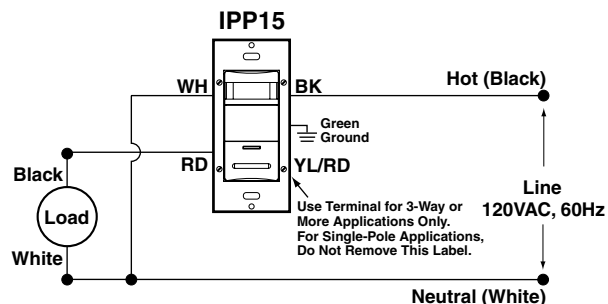 IPP15
WH
BK
Hot (Black)
Green
Ground
RD
YL/RD
Black
Load
White
Use Terminal for 3-Way or
More Applications Only.
For Single-Pole Applications,
Do Not Remove This Label.
Line
120VAC, 60Hz
Neutral (White)